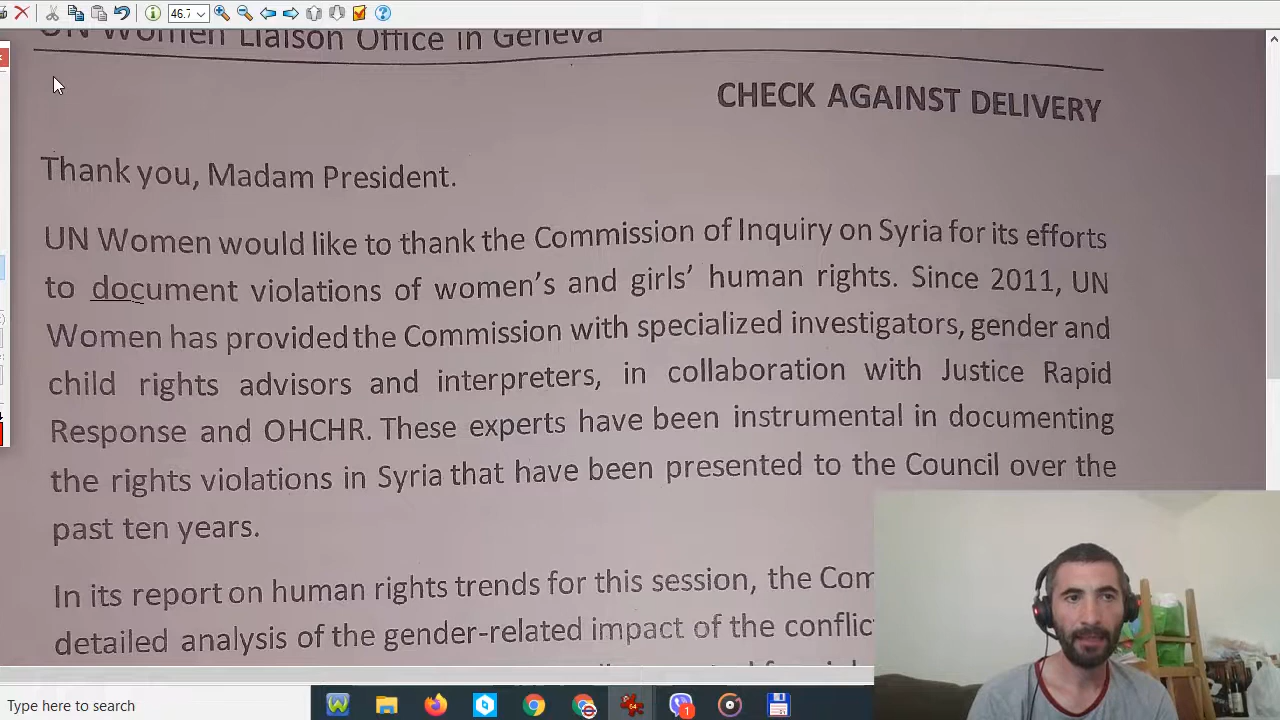 46.7
UN Women Liaison Office in Geneva
CHECK AGAINST DELIVERY
Thank you, Madam President.
UN Women would like to thank the Commission of Inquiry on Syria for its efforts
to document violations of women's and girls' human rights. Since 2011, UN
Women has provided the Commission with specialized investigators, gender and
child rights advisors and interpreters, in collaboration with Justice Rapid
Response and OHCHR. These experts have been instrumental in documenting
the rights violations in Syria that have been presented to the Council over the
past ten years.
In its report on human rights trends for this session, the Com
detailed analysis of the gender-related impact of the conflic
Type here to search
64
1